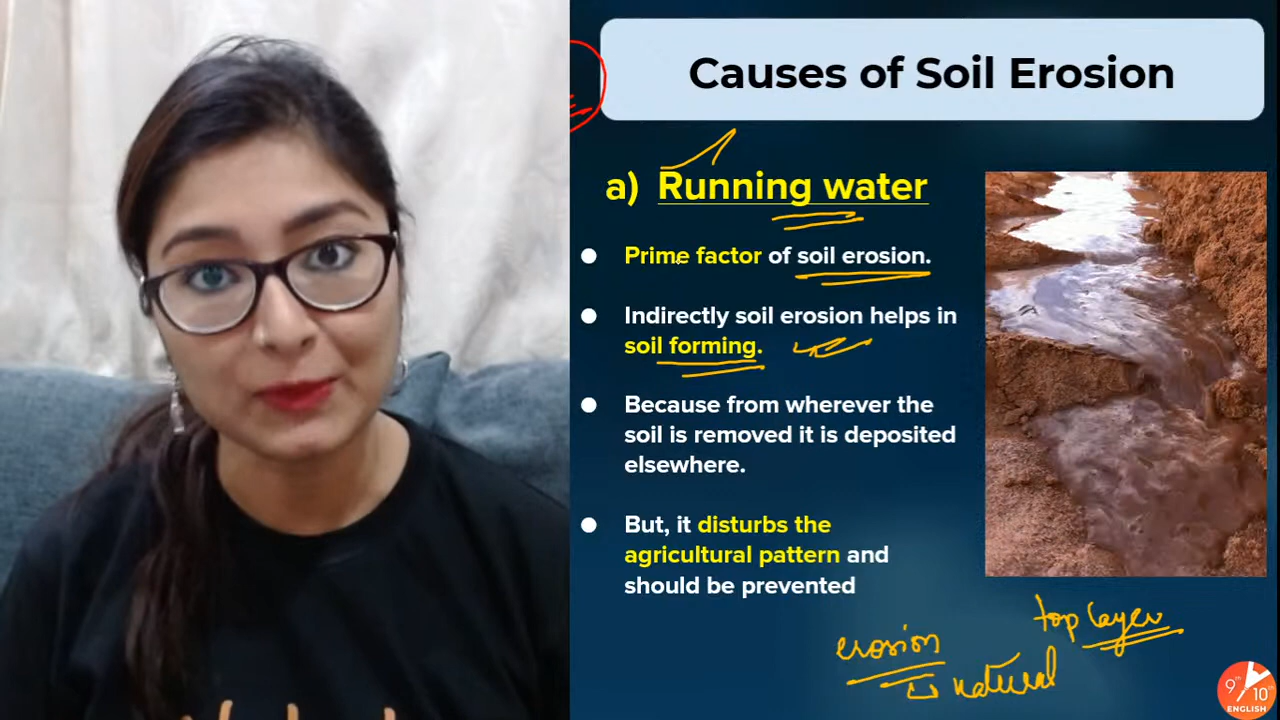 Causes of Soil Erosion
a) Running water
● Prime factor of soil erosion.
● Indirectly soil erosion helps in
soil forming.
● Because from wherever the
soil is removed it is deposited
elsewhere.
● But, it disturbs the
agricultural pattern and
should be prevented
top layer
erosion
natural
9th 10th
ENGLISH